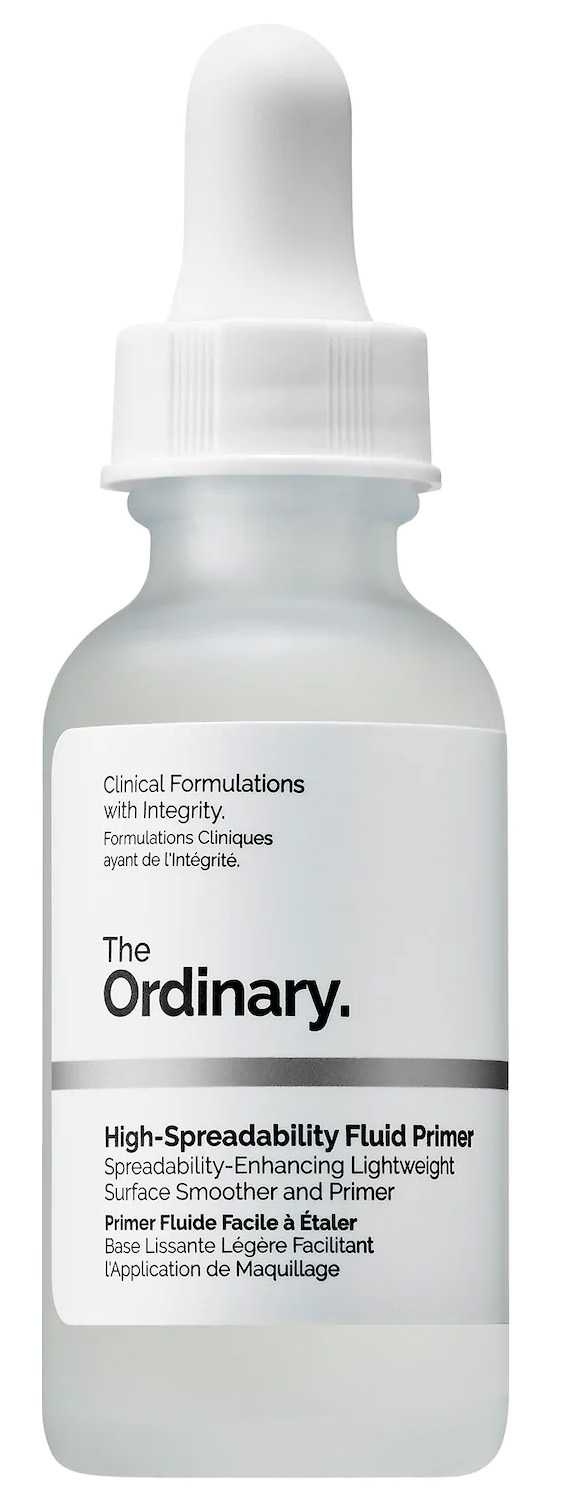 Clinical Formulations
with Integrity.
Formulations Cliniques
ayant de l'Intégrité.
The
Ordinary.
High-Spreadability Fluid Primer
Spreadability-Enhancing Lightweight
Surface Smoother and Primer
Primer Fluide Facile à Étaler
Base Lissante Légère Facilitant
l'Application de Maquillage